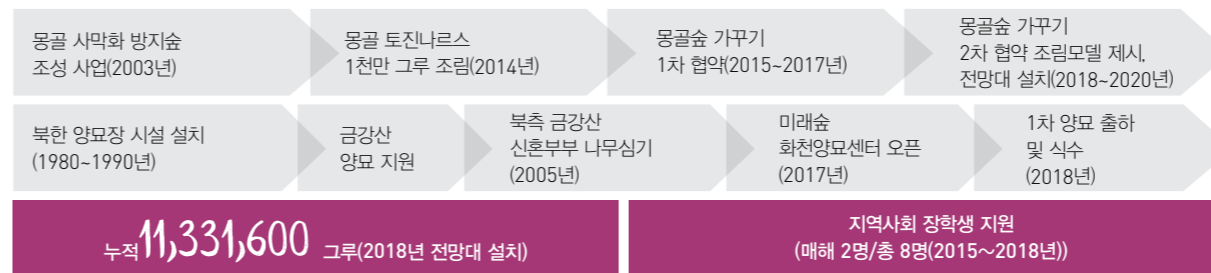 몽골 사막화 방지숲
조성 사업(2003년)
몽골 토진나르스
1천만 그루 조림(2014년)
몽골숲 가꾸기
1차 협약(2015~2017년)
몽골숲 가꾸기
2차 협약 조림모델 제시,
전망대 설치(2018~2020년)
북한 양묘장 시설 설치
(1980~1990년)
금강산
양묘 지원
북측 금강산
신혼부부 나무심기
(2005년)
미래숲
화천양묘센터 오픈
(2017년)
1차 양묘 출하
및 식수
(2018년)
누적 11,331,600 그루(2018년 전망대 설치)
지역사회 장학생 지원
(매해 2명/총 8명(2015～2018년))